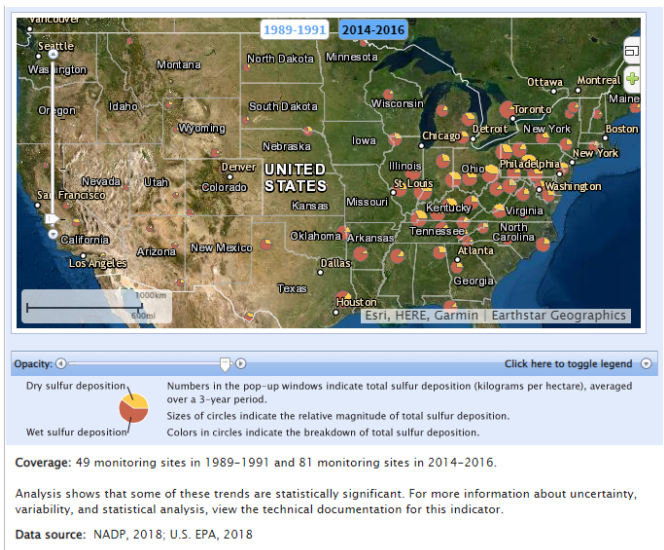 1989-1991 2014-2016
Vancouver
Seattle
Washington
Montana
North Dakota
Minnesota
Ottawa
Montreal
Maine
Oregon
Idaho
Wyoming
South Dakota
Wisconsin
Toronto
Detroit
New York
Boston
Nebraska
Iowa
Chicago
New York
Philadelphia
Nevada
Utah
Denver
Colorado
UNITED
STATES
Illinois
Ohio
Washington
San Francisco
Kansas
Missouri
St Louis
Kentucky
Virginia
California
Arizona
New Mexico
Oklahoma
Arkansas
Tennessee
North
Carolina
Los Angeles
Dallas
Atlanta
Georgia
Texas
Houston
1000km
600mi
Esri, HERE, Garmin | Earthstar Geographics
Opacity:
Click here to toggle legend
Dry sulfur deposition
Wet sulfur deposition
Numbers in the pop-up windows indicate total sulfur deposition (kilograms per hectare), averaged
over a 3-year period.
Sizes of circles indicate the relative magnitude of total sulfur deposition.
Colors in circles indicate the breakdown of total sulfur deposition.
Coverage: 49 monitoring sites in 1989-1991 and 81 monitoring sites in 2014-2016.
Analysis shows that some of these trends are statistically significant. For more information about uncertainty,
variability, and statistical analysis, view the technical documentation for this indicator.
Data source: NADP, 2018; U.S. EPA, 2018